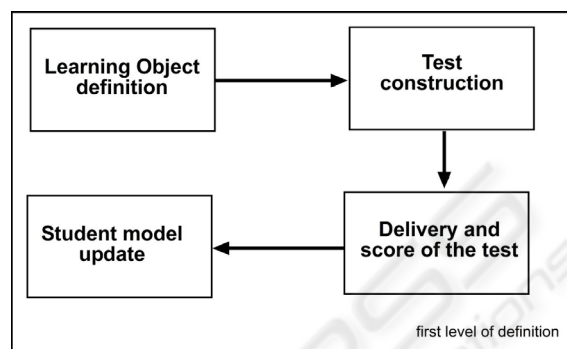 Learning Object
definition
Test
construction
Student model
update
Delivery and
score of the test
first level of definition